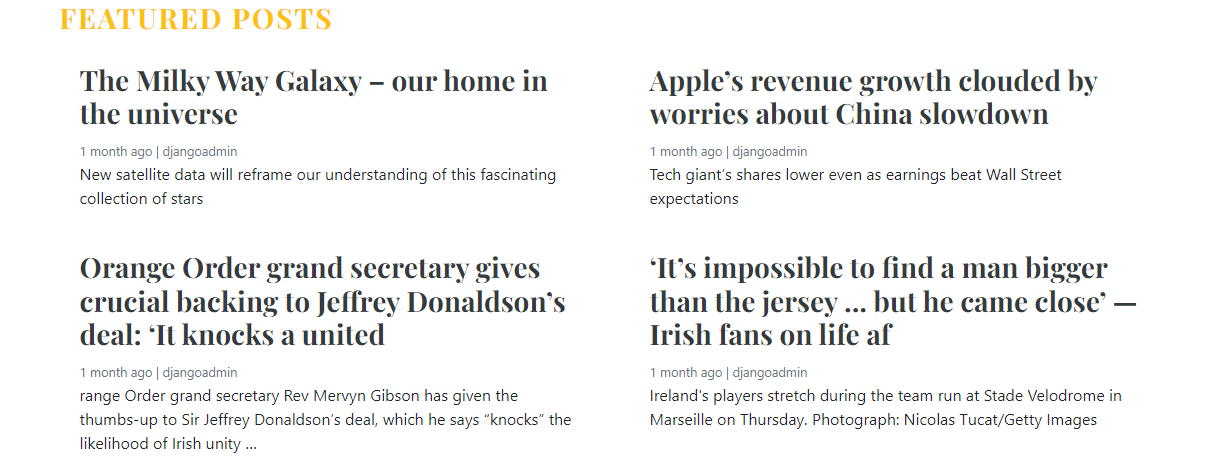 FEATURED POSTS
The Milky Way Galaxy – our home in
the universe
1 month ago | djangoadmin
New satellite data will reframe our understanding of this fascinating
collection of stars
Apple’s revenue growth clouded by
worries about China slowdown
1 month ago | djangoadmin
Tech giant’s shares lower even as earnings beat Wall Street
expectations
Orange Order grand secretary gives
crucial backing to Jeffrey Donaldson’s
deal: ‘It knocks a united
1 month ago | djangoadmin
range Order grand secretary Rev Mervyn Gibson has given the
thumbs-up to Sir Jeffrey Donaldson’s deal, which he says “knocks” the
likelihood of Irish unity ...
‘It’s impossible to find a man bigger
than the jersey ... but he came close’ —
Irish fans on life af
1 month ago | djangoadmin
Ireland's players stretch during the team run at Stade Velodrome in
Marseille on Thursday. Photograph: Nicolas Tucat/Getty Images